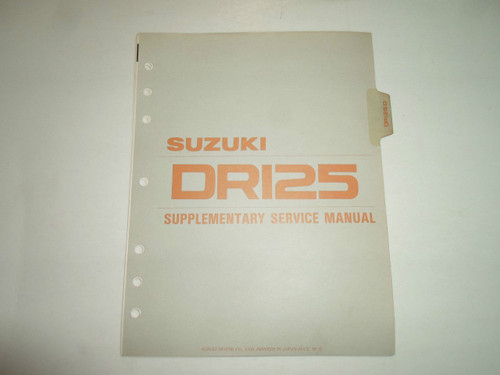 SUZUKI
DR125
SUPPLEMENTARY SERVICE MANUAL